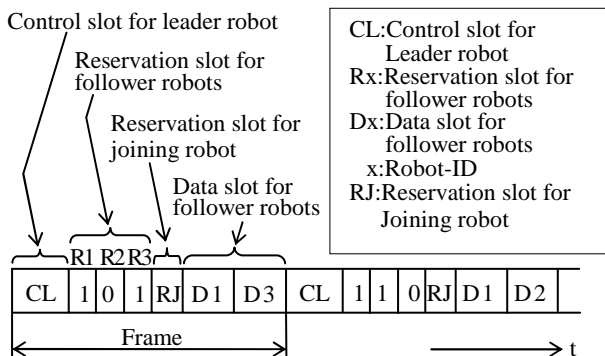 Control slot for leader robot
Reservation slot for
follower robots
Reservation slot for
joining robot
Data slot for
follower robots
CL:Control slot for
Leader robot
Rx:Reservation slot for
follower robots
Dx:Data slot for
follower robots
x:Robot-ID
RJ:Reservation slot for
Joining robot
R1 R2 R3
CL 1 0 1 RJ D1 D3 CL 1 1 0 RJ D1 D2
Frame
t